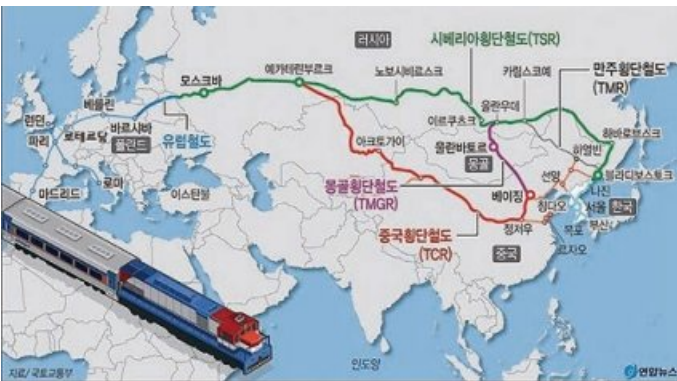 러시아
시베리아횡단철도(TSR)
예카테린부르크
노보시비르스크
카림스코예
만주횡단철도
(TMR)
모스크바
베를린
런던
파리
로테르담
바르샤바
폴란드
유럽철도
이르쿠츠크
울란우데
하바로브스크
아크토가이
울란바토르
몽골
하얼빈
선양
블라디보스토크
나진
마드리드
로마
이스탄불
몽골횡단철도
(TMGR)
베이징
칭다오
서울
한국
목포
부산
정저우
르자오
중국횡단철도
(TCR)
중국
인도양
자료/국토교통부
연합뉴스